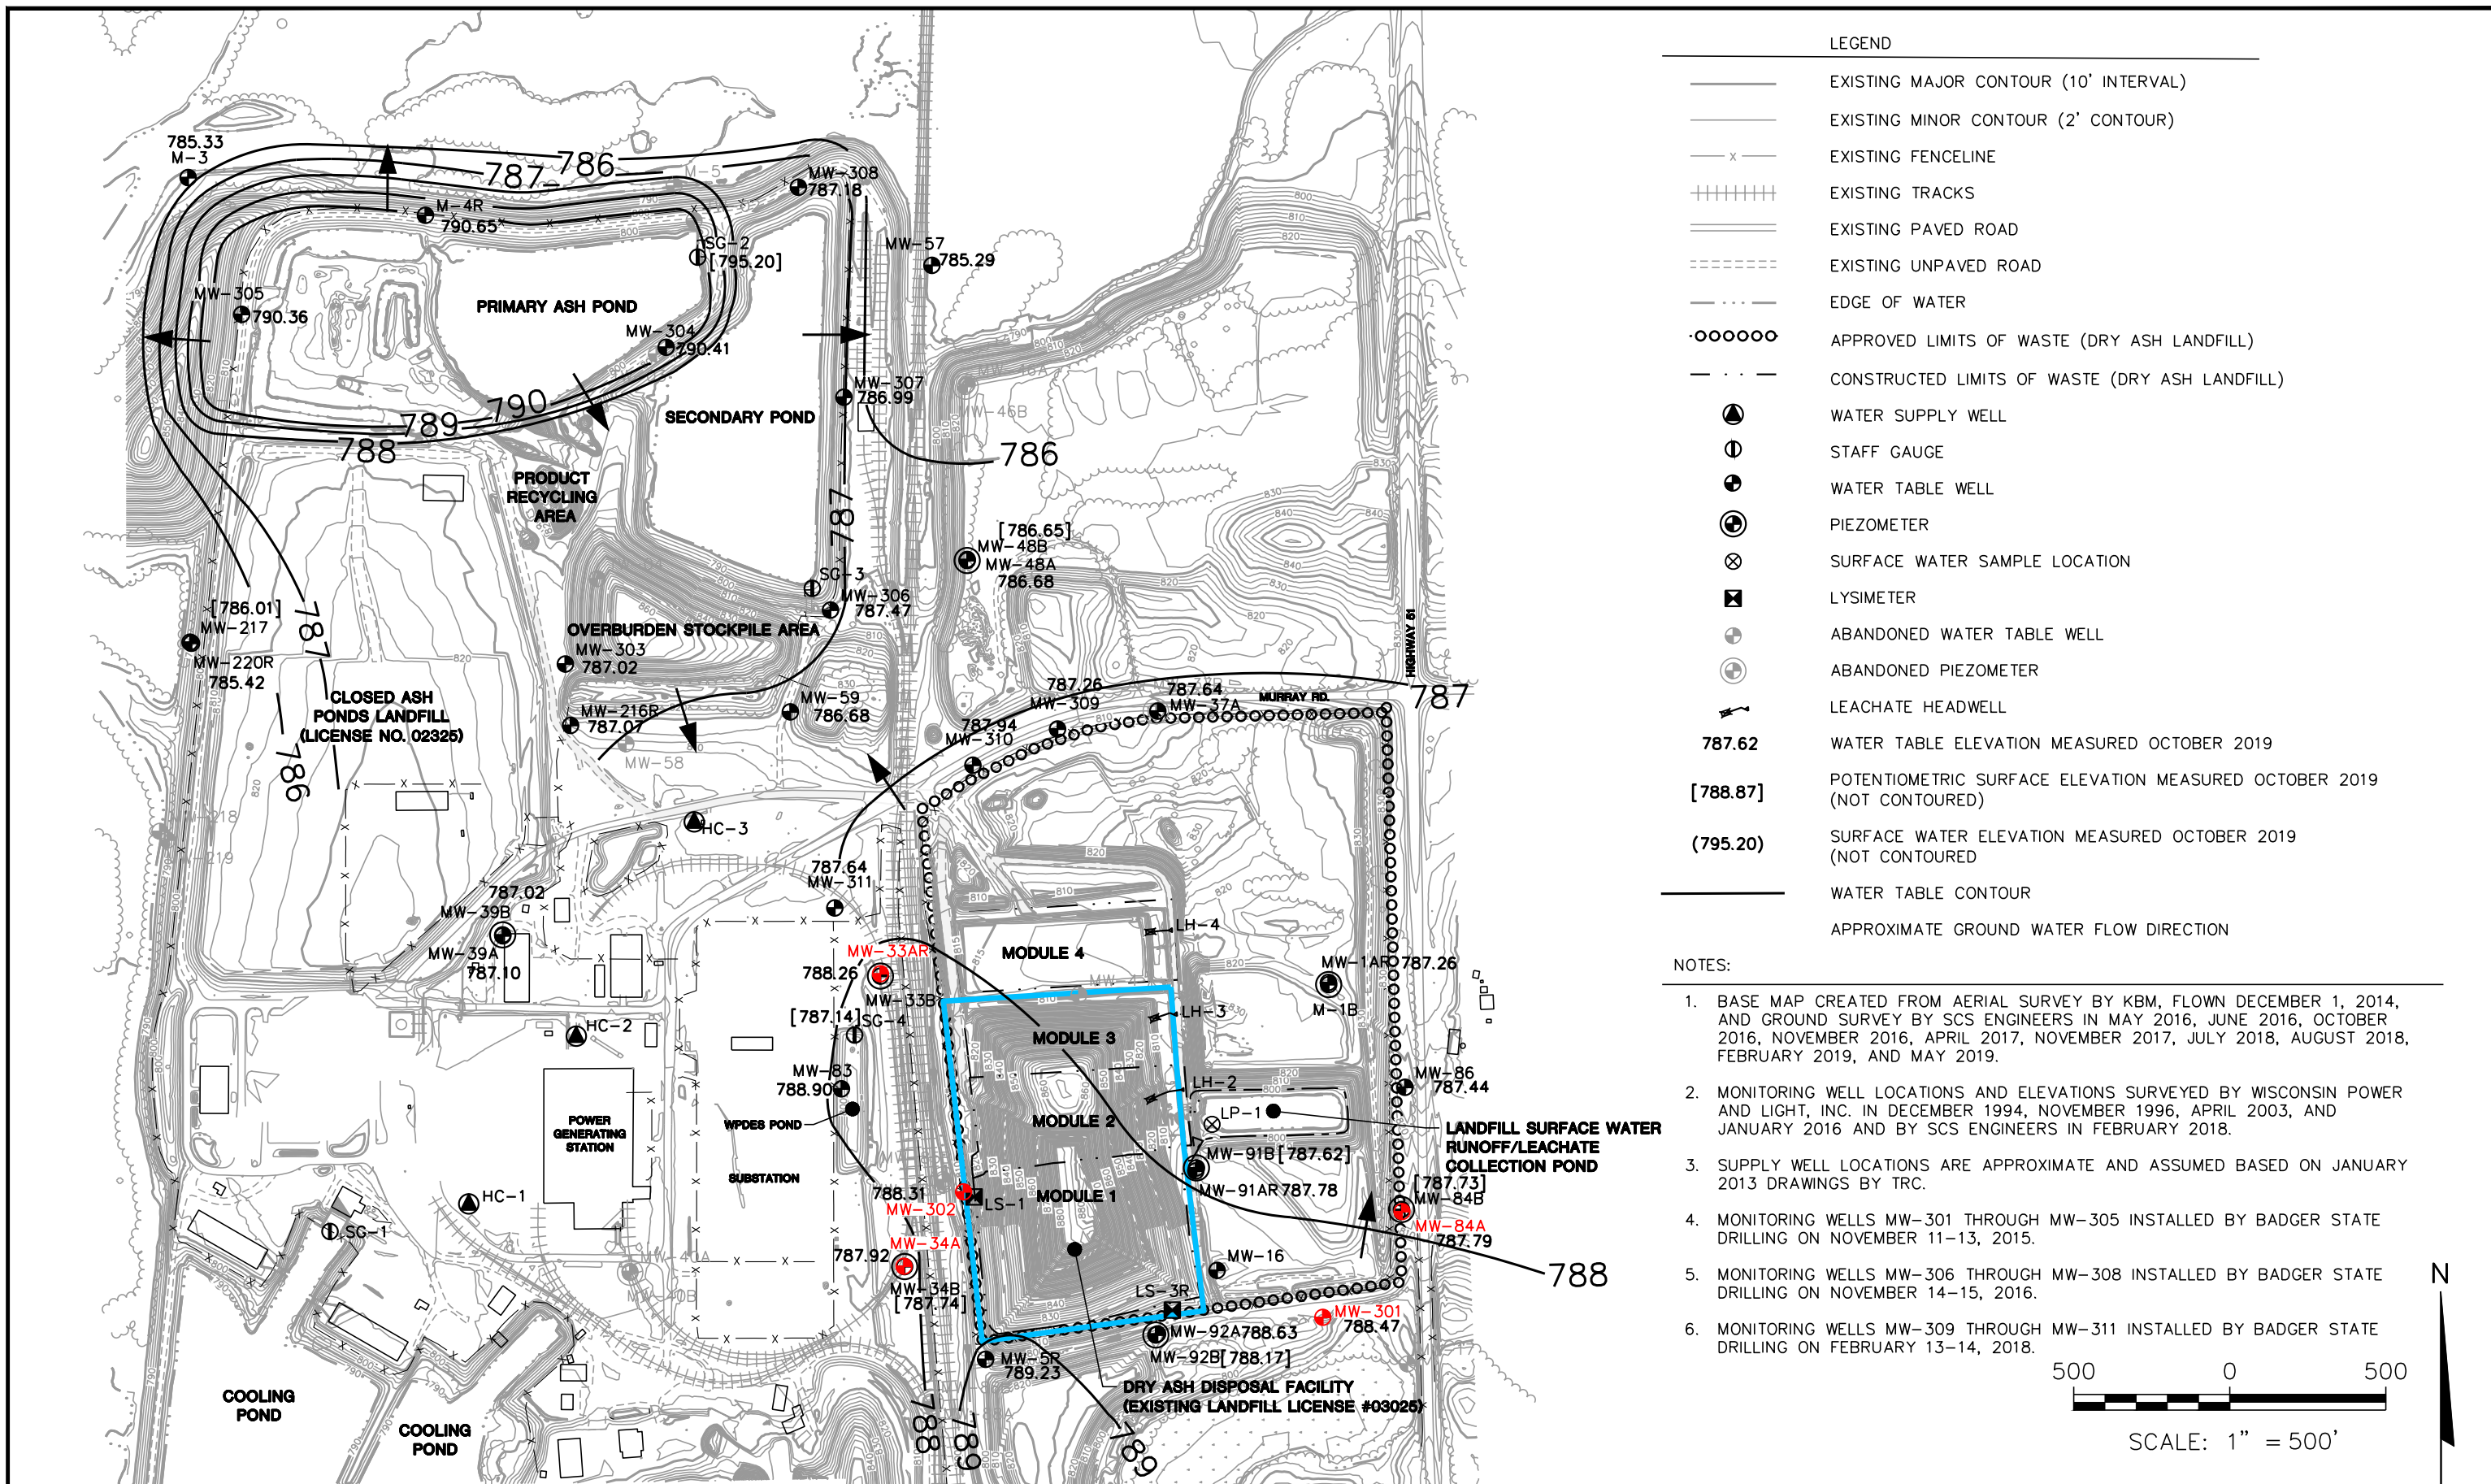 LEGEND
EXISTING MAJOR CONTOUR (10' INTERVAL)
EXISTING MINOR CONTOUR (2' CONTOUR)
x
EXISTING FENCELINE
EXISTING TRACKS
EXISTING PAVED ROAD
EXISTING UNPAVED ROAD
EDGE OF WATER
APPROVED LIMITS OF WASTE (DRY ASH LANDFILL)
CONSTRUCTED LIMITS OF WASTE (DRY ASH LANDFILL)
WATER SUPPLY WELL
STAFF GAUGE
WATER TABLE WELL
PIEZOMETER
SURFACE WATER SAMPLE LOCATION
LYSIMETER
ABANDONED WATER TABLE WELL
ABANDONED PIEZOMETER
LEACHATE HEADWELL
787.62 WATER TABLE ELEVATION MEASURED OCTOBER 2019
[788.87] POTENTIOMETRIC SURFACE ELEVATION MEASURED OCTOBER 2019
(NOT CONTOURED)
(795.20) SURFACE WATER ELEVATION MEASURED OCTOBER 2019
(NOT CONTOURED
WATER TABLE CONTOUR
APPROXIMATE GROUND WATER FLOW DIRECTION
NOTES:
1. BASE MAP CREATED FROM AERIAL SURVEY BY KBM, FLOWN DECEMBER 1, 2014,
AND GROUND SURVEY BY SCS ENGINEERS IN MAY 2016, JUNE 2016, OCTOBER
2016, NOVEMBER 2016, APRIL 2017, NOVEMBER 2017, JULY 2018, AUGUST 2018,
FEBRUARY 2019, AND MAY 2019.
2. MONITORING WELL LOCATIONS AND ELEVATIONS SURVEYED BY WISCONSIN POWER
AND LIGHT, INC. IN DECEMBER 1994, NOVEMBER 1996, APRIL 2003, AND
JANUARY 2016 AND BY SCS ENGINEERS IN FEBRUARY 2018.
3. SUPPLY WELL LOCATIONS ARE APPROXIMATE AND ASSUMED BASED ON JANUARY
2013 DRAWINGS BY TRC.
4. MONITORING WELLS MW-301 THROUGH MW-305 INSTALLED BY BADGER STATE
DRILLING ON NOVEMBER 11-13, 2015.
5. MONITORING WELLS MW-306 THROUGH MW-308 INSTALLED BY BADGER STATE
DRILLING ON NOVEMBER 14-15, 2016.
6. MONITORING WELLS MW-309 THROUGH MW-311 INSTALLED BY BADGER STATE
DRILLING ON FEBRUARY 13-14, 2018.
500 0 500
SCALE: 1" = 500'
N
785.33
M-3
787
786
M-5
MW-308
787.18
M-4R
790.65
SG-2
[795.20]
MW-57
785.29
MW-305
790.36
PRIMARY ASH POND
MW-304
790.41
MW-307
786.99
SECONDARY POND
MW-46B
790
789
788
786
PRODUCT
RECYCLING
AREA
787
[786.65]
MW-48B
MW-48A
786.68
SG-3
MW-306
787.47
[786.01]
MW-217
MW-220R
785.42
787
786
OVERBURDEN STOCKPILE AREA
MW-303
787.02
MW-216R
787.07
MW-59
786.68
MW-58
CLOSED ASH
PONDS LANDFILL
(LICENSE NO. 02325)
787.26
MW-309
787.64
MW-37A
787.94
MW-310
MURRAY RD.
HIGHWAY 51
787
HC-3
787.64
MW-311
787.02
MW-39B
MW-39A
787.10
MW-33AR
788.26
MW-33B
[787.14]
SG-4
MODULE 4
LH-4
MW-1AR 787.26
M-1B
HC-2
MW-83
788.90
WPDES POND
POWER
GENERATING
STATION
SUBSTATION
MODULE 3
LH-3
MODULE 2
LH-2
LP-1
MW-86
787.44
LANDFILL SURFACE WATER
RUNOFF/LEACHATE
COLLECTION POND
MW-91B [787.62]
MW-91AR 787.78
MODULE 1
[787.73]
MW-84B
MW-84A
787.79
788.31
MW-302
LS-1
HC-1
SG-1
MW-40A
MW-40B
787.92
MW-34A
MW-34B
[787.74]
MW-16
LS-3R
788
MW-301
788.47
MW-92A 788.63
MW-92B [788.17]
MW-5R
789.23
DRY ASH DISPOSAL FACILITY
(EXISTING LANDFILL LICENSE #03025)
788
789
789
COOLING
POND
COOLING
POND